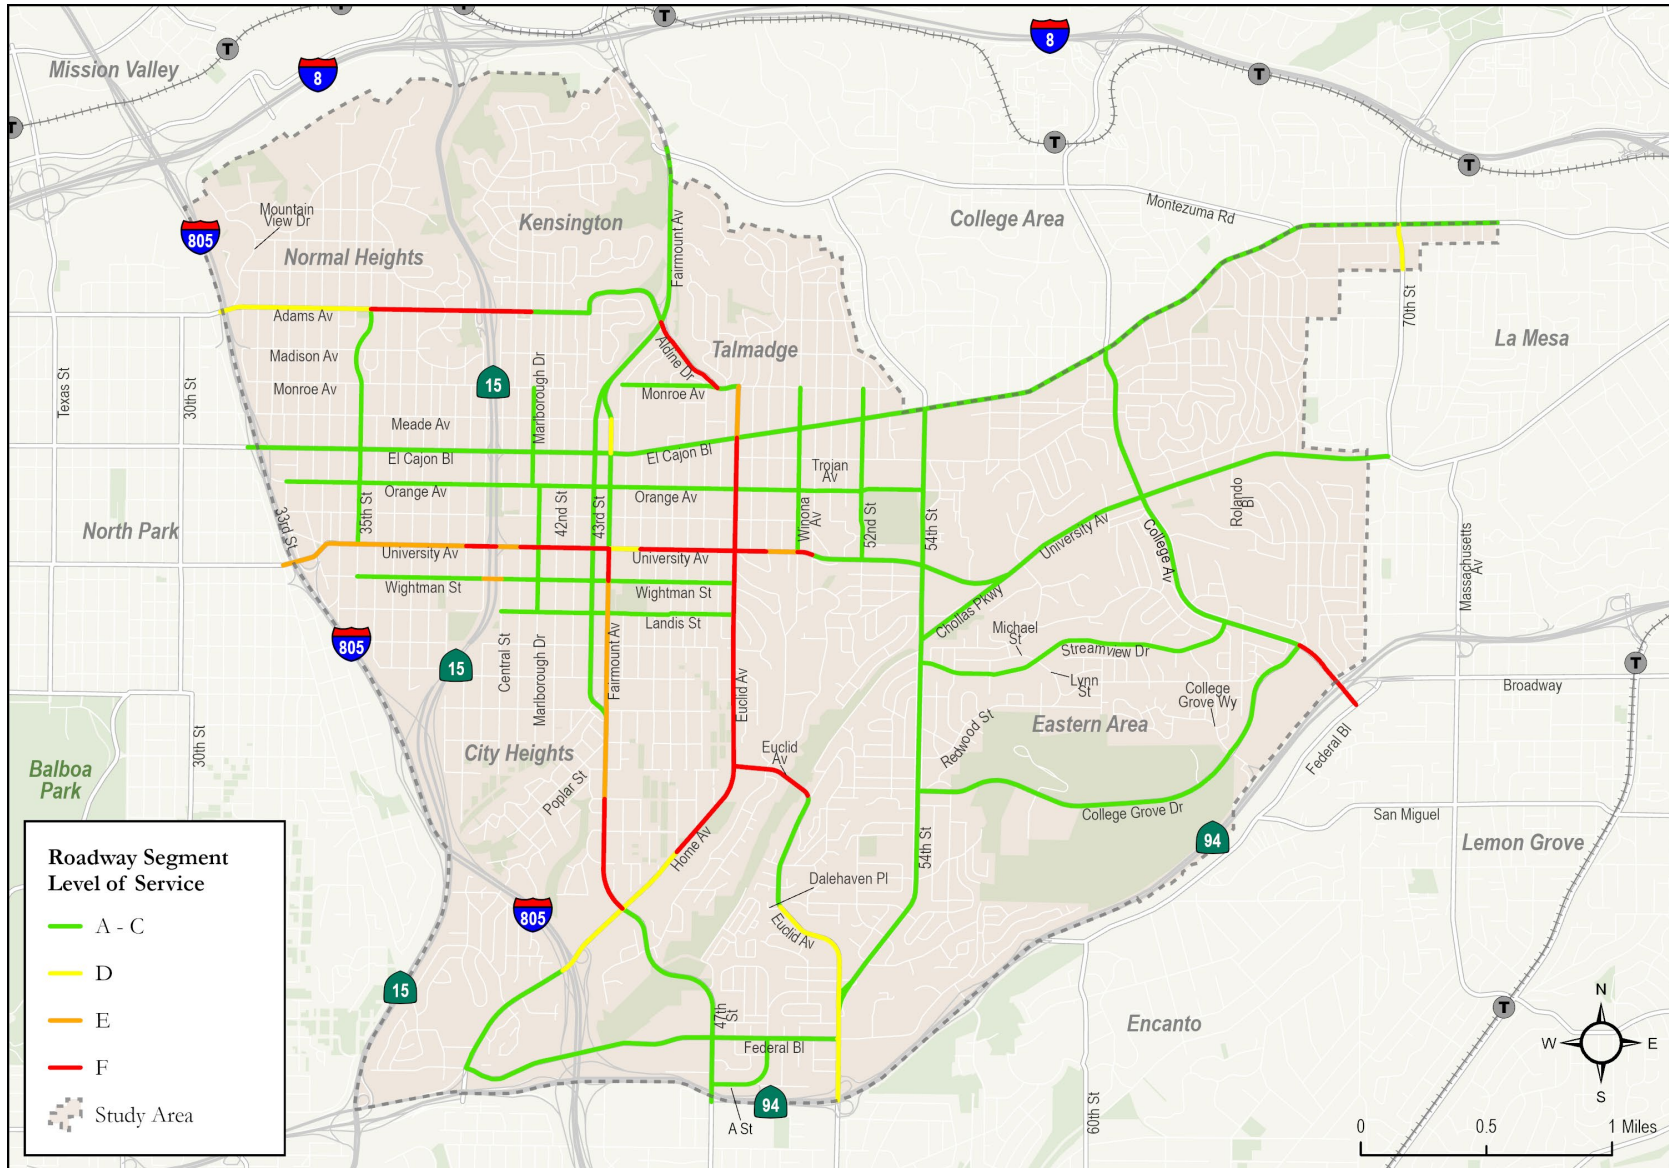 T
T
T
T
T
T
T
T
T
T
8
8
Mission Valley
Mountain
View Dr
805
Normal Heights
Kensington
Fairmount Av
College Area
Montezuma Rd
70th St
La Mesa
Adams Av
Madison Av
Monroe Av
Aldine Dr
Talmadge
Monroe Av
15
Texas St
30th St
Marlborough Dr
Meade Av
El Cajon Bl
El Cajon Bl
Trojan
Av
Orange Av
Orange Av
35th St
42nd St
43rd St
Winona
Av
52nd St
54th St
Rolando
Bl
North Park
33rd St
University Av
University Av
University Av
College Av
Massachusetts
Av
Wightman St
Wightman St
Landis St
Chollas Pkwy
Michael
St
Streamview Dr
Lynn
St
College
Grove Wy
805
15
Central St
Marlborough Dr
Fairmount Av
Euclid Av
Broadway
30th St
City Heights
Euclid
Av
Redwood St
Eastern Area
Federal Bl
Balboa
Park
Poplar St
College Grove Dr
San Miguel
Home Av
54th St
94
Lemon Grove
Dalehaven Pl
Euclid Av
805
15
47th
St
Federal Bl
Encanto
94
A St
60th St
Roadway Segment
Level of Service
A - C
D
E
F
Study Area
N
W
E
S
0
0.5
1 Miles